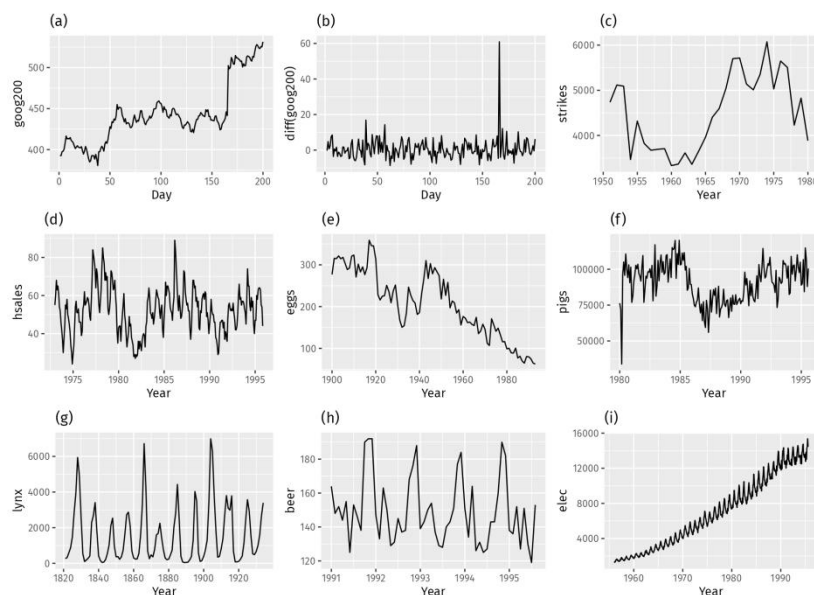 (a)
goog200
500
450
400
0
50
100
150
200
Day
(b)
diff(goog200)
60
40
20
0
0
50
100
150
200
Day
(c)
strikes
6000
5000
4000
1950
1955
1960
1965
1970
1975
1980
Year
(d)
hsales
80
60
40
1975
1980
1985
1990
1995
Year
(e)
eggs
300
200
100
1900
1920
1940
1960
1980
Year
(f)
pigs
100000
75000
50000
1980
1985
1990
1995
Year
(g)
lynx
6000
4000
2000
0
1820
1840
1860
1880
1900
1920
Year
(h)
beer
180
160
140
120
1991
1992
1993
1994
1995
Year
(i)
elec
16000
12000
8000
4000
1960
1970
1980
1990
Year